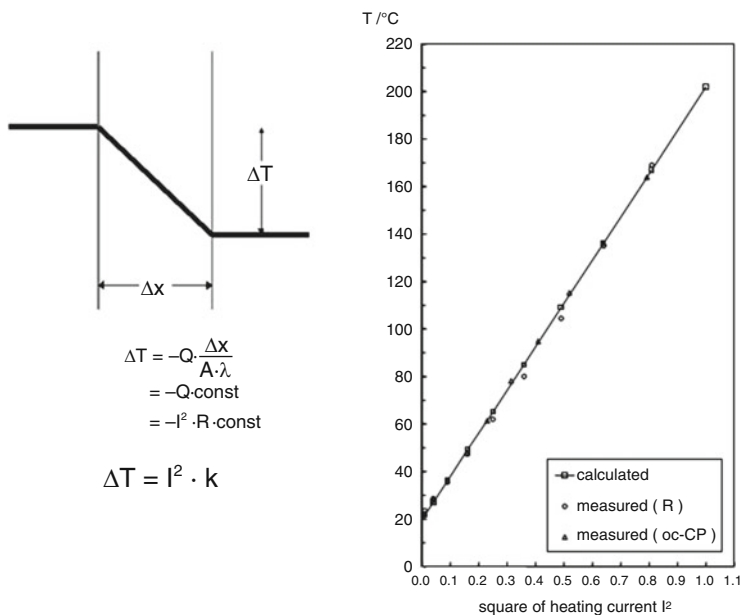 ΔT
Δx
ΔT = –Q·Δx/A·λ
= –Q·const
= –I² ·R·const
ΔT = I² · k
T /°C
220
200
180
160
140
120
100
80
60
40
20
0
0.0 0.1 0.2 0.3 0.4 0.5 0.6 0.7 0.8 0.9 1.0 1.1
square of heating current I²
calculated
measured ( R )
measured ( oc-CP )